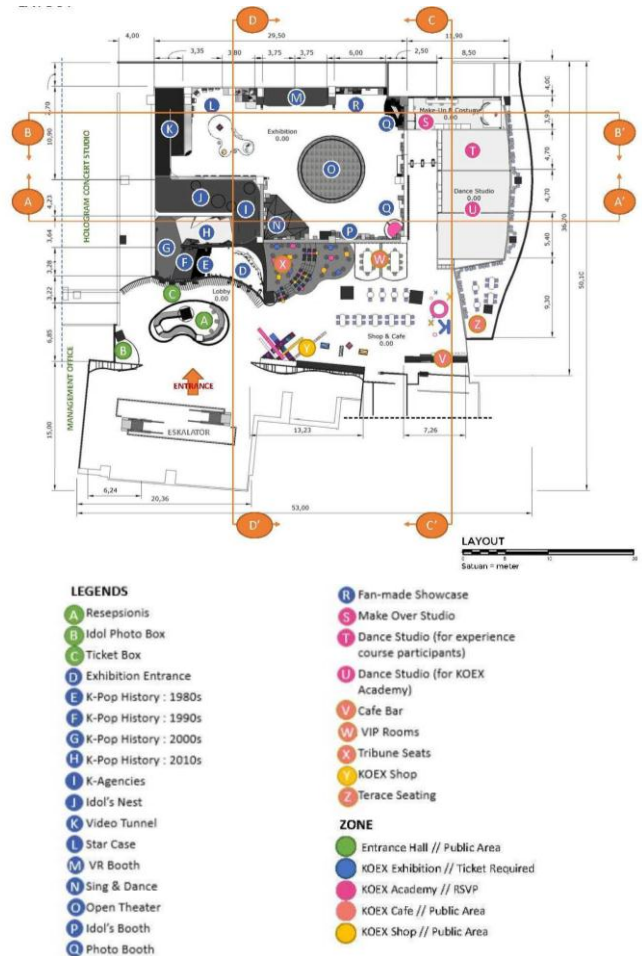 D
C
4,00
29,50
11,90
3,35
3,80
3,75
3,75
6,00
2,50
8,50
L
M
R
Make-Up & Costume
0.00
4,00
B
K
Q
S
3,90
B'
Exhibition
0.00
10,90
HOLOGRAM CONCERT STUDIO
O
T
4,70
A
J
I
Dance Studio
0.00
4,70
A'
4,23
N
Q
U
H
P
3,64
G
F
E
D
X
W
5,40
36,20
50,10
3,28
C
Lobby
0.00
3,22
A
Z
9,30
Shop & Cafe
0.00
6,85
B
Y
V
MANAGEMENT OFFICE
ENTRANCE
ESKALATOR
15,00
13,23
7,26
6,24
20,36
53,00
D'
C'
LAYOUT
Satuan = meter
LEGENDS
A Resepsionis
B Idol Photo Box
C Ticket Box
D Exhibition Entrance
E K-Pop History : 1980s
F K-Pop History : 1990s
G K-Pop History : 2000s
H K-Pop History : 2010s
I K-Agencies
J Idol's Nest
K Video Tunnel
L Star Case
M VR Booth
N Sing & Dance
O Open Theater
P Idol's Booth
Q Photo Booth
R Fan-made Showcase
S Make Over Studio
T Dance Studio (for experience
course participants)
U Dance Studio (for KOEX
Academy)
V Cafe Bar
W VIP Rooms
X Tribune Seats
Y KOEX Shop
Z Terace Seating
ZONE
Entrance Hall // Public Area
KOEX Exhibition // Ticket Required
KOEX Academy // RSVP
KOEX Cafe // Public Area
KOEX Shop // Public Area